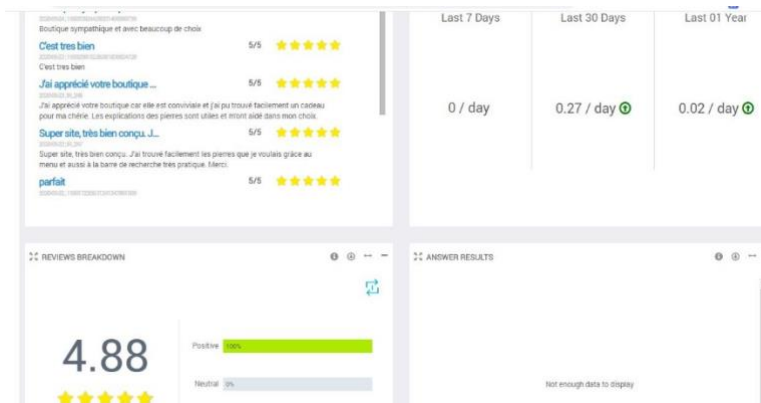 Boutique sympathique et avec beaucoup de choix
C'est tres bien 5/5
C'est tres bien
J'ai apprécié votre boutique ... 5/5
J'ai apprécié votre boutique car elle est conviviale et j'ai pu trouvé facilement un cadeau
pour ma chérie. Les explications des pierres sont utiles et m'ont aidé dans mon choix.
Super site, très bien conçu. J... 5/5
Super site, très bien conçu. J'ai trouvé facilement les pierres que je voulais grâce au
menu et aussi à la barre de recherche très pratique. Merci.
parfait 5/5
Last 7 Days Last 30 Days Last 01 Year
0 / day 0.27 / day 0.02 / day
REVIEWS BREAKDOWN
4.88
Positive 100%
Neutral 0%
ANSWER RESULTS
Not enough data to display